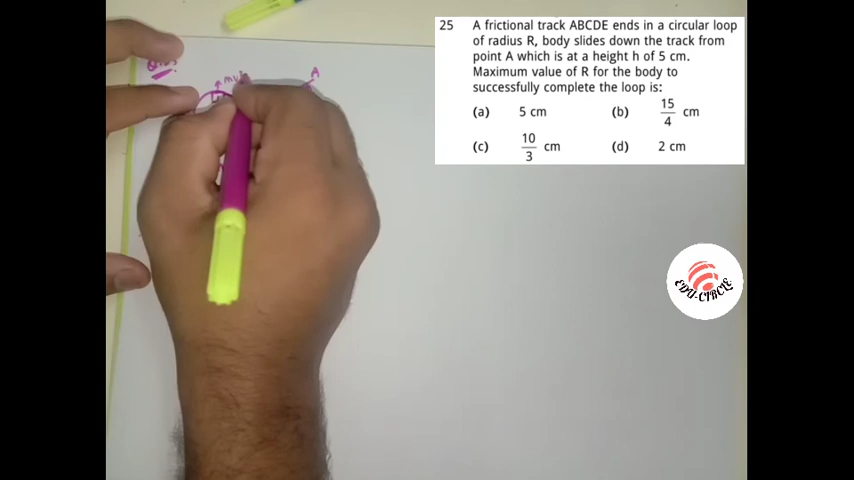 25 A frictional track ABCDE ends in a circular loop
of radius R, body slides down the track from
point A which is at a height h of 5 cm.
Maximum value of R for the body to
successfully complete the loop is:
(a) 5 cm (b) 15/4 cm
(c) 10/3 cm (d) 2 cm
A
EDU-CIRCLE